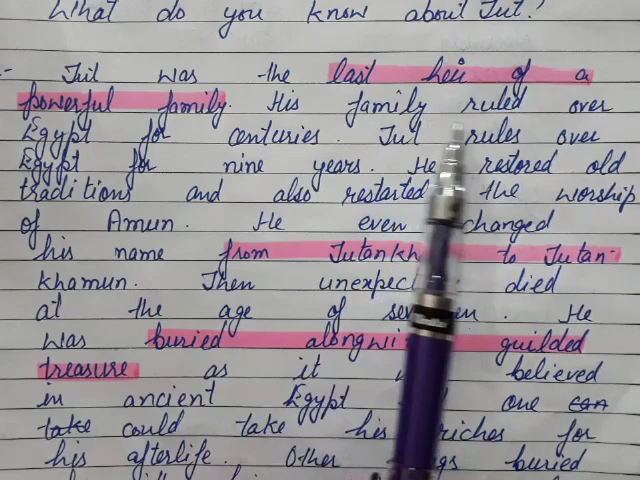 What do you know about Tut?
:- Tut was the last heir of a
powerful family. His family ruled over
Egypt for centuries. Tut rules over
Egypt for nine years. He restored old
traditions and also restarted the worship
of Amun. He even changed
his name from to Tutan-
khamun. Then died
at the age of . He
was buried guilded
treasure as it believed
in ancient Egypt one can
take could take his riches for
his afterlife. Other buried